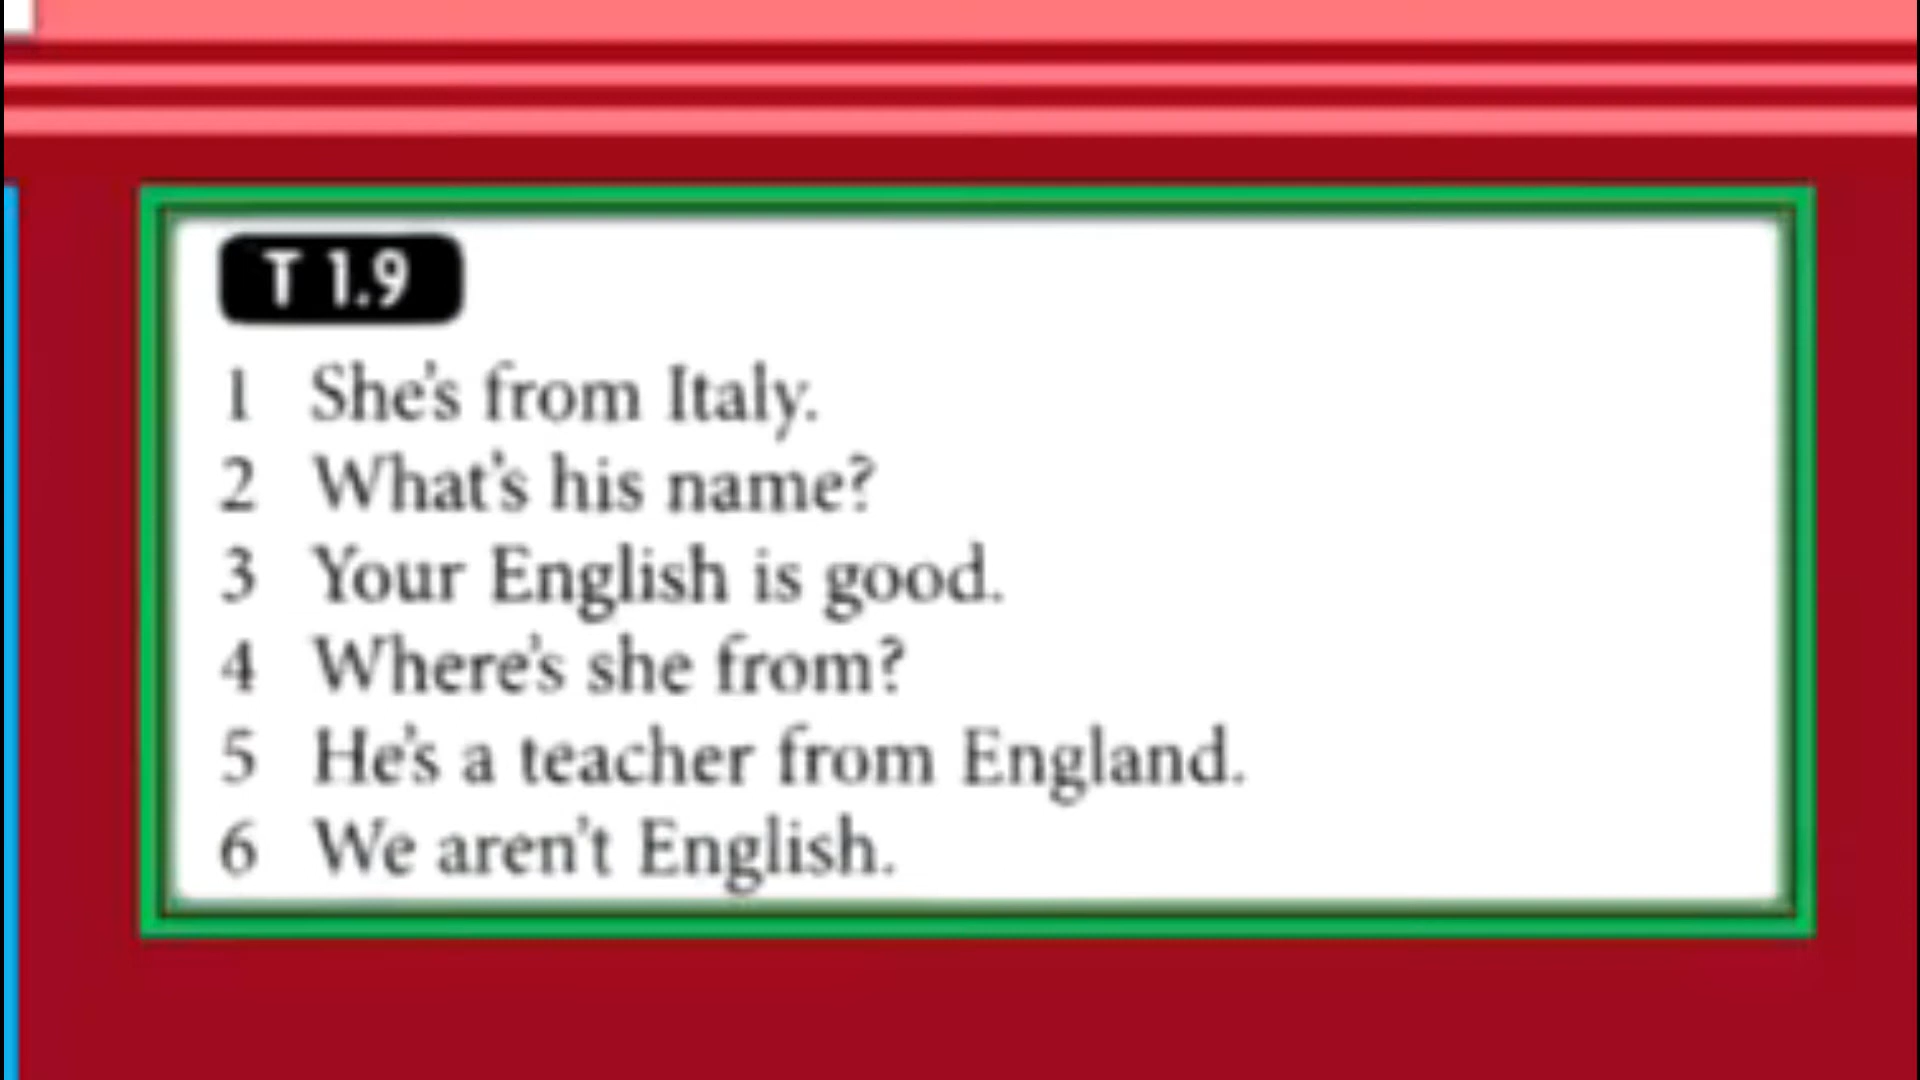 T 1.9
1 She's from Italy.
2 What's his name?
3 Your English is good.
4 Where's she from?
5 He's a teacher from England.
6 We aren't English.